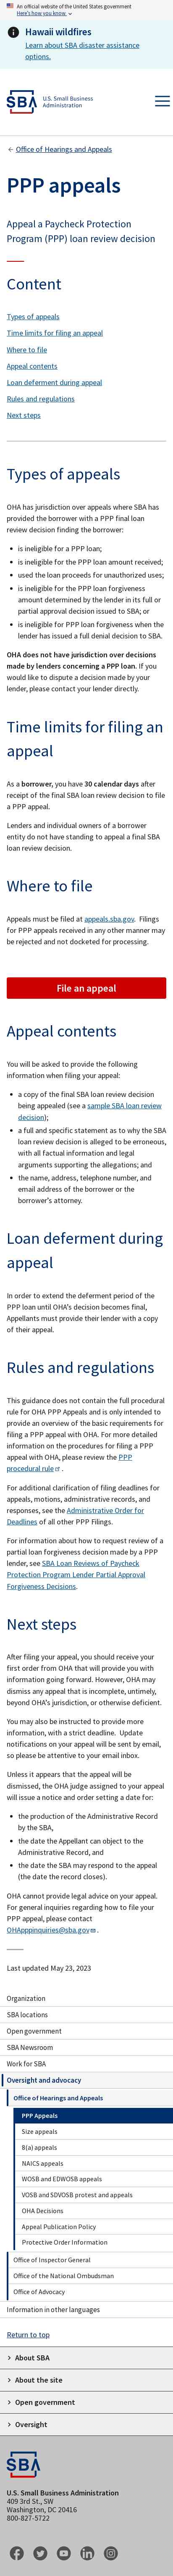 An official website of the United States government
Here's how you know
Hawaii wildfires
Learn about SBA disaster assistance
options.
SBA
U.S. Small Business
Administration
Office of Hearings and Appeals
PPP appeals
Appeal a Paycheck Protection
Program (PPP) loan review decision
Content
Types of appeals
Time limits for filing an appeal
Where to file
Appeal contents
Loan deferment during appeal
Rules and regulations
Next steps
Types of appeals
OHA has jurisdiction over appeals where SBA has
provided the borrower with a PPP final loan
review decision finding the borrower:
is ineligible for a PPP loan;
is ineligible for the PPP loan amount received;
used the loan proceeds for unauthorized uses;
is ineligible for the PPP loan forgiveness
amount determined by the lender in its full or
partial approval decision issued to SBA; or
is ineligible for PPP loan forgiveness when the
lender has issued a full denial decision to SBA.
OHA does not have jurisdiction over decisions
made by lenders concerning a PPP loan. If you
would like to dispute a decision made by your
lender, please contact your lender directly.
Time limits for filing an
appeal
As a borrower, you have 30 calendar days after
receipt of the final SBA loan review decision to file
a PPP appeal.
Lenders and individual owners of a borrower
entity do not have standing to appeal a final SBA
loan review decision.
Where to file
Appeals must be filed at appeals.sba.gov. Filings
for PPP appeals received in any other manner may
be rejected and not docketed for processing.
File an appeal
Appeal contents
You will be asked to provide the following
information when filing your appeal:
a copy of the final SBA loan review decision
being appealed (see a sample SBA loan review
decision);
a full and specific statement as to why the SBA
loan review decision is alleged to be erroneous,
with all factual information and legal
arguments supporting the allegations; and
the name, address, telephone number, and
email address of the borrower or the
borrower's attorney.
Loan deferment during
appeal
In order to extend the deferment period of the
PPP loan until OHA's decision becomes final,
Appellants must provide their lender with a copy
of their appeal.
Rules and regulations
This guidance does not contain the full procedural
rule for OHA PPP Appeals and is only intended to
provide an overview of the basic requirements for
filing a PPP appeal with OHA. For more detailed
information on the procedures for filing a PPP
appeal with OHA, please review the PPP
procedural rule .
For additional clarification of filing deadlines for
appeals, motions, administrative records, and
responses, see the Administrative Order for
Deadlines of all other PPP Filings.
For information about how to request review of a
partial loan forgiveness decision made by a PPP
lender, see SBA Loan Reviews of Paycheck
Protection Program Lender Partial Approval
Forgiveness Decisions.
Next steps
After filing your appeal, you should receive your
first order from OHA that indicates your filing is
sufficient for going forward. However, OHA may
dismiss any appeal that is incomplete, untimely,
beyond OHA's jurisdiction, or otherwise deficient.
You may also be instructed to provide more
information, with a strict deadline. Update
notifications on your appeal will be sent by email,
so please be attentive to your email inbox.
Unless it appears that the appeal will be
dismissed, the OHA judge assigned to your appeal
will issue a notice and order setting a date for:
the production of the Administrative Record
by the SBA,
the date the Appellant can object to the
Administrative Record, and
the date the SBA may respond to the appeal
(the date the record closes).
OHA cannot provide legal advice on your appeal.
For general inquiries regarding how to file your
PPP appeal, please contact
OHApppinquiries@sba.gov .
Last updated May 23, 2023
Organization
SBA locations
Open government
SBA Newsroom
Work for SBA
Oversight and advocacy
Office of Hearings and Appeals
PPP Appeals
Size appeals
8(a) appeals
NAICS appeals
WOSB and EDWOSB appeals
VOSB and SDVOSB protest and appeals
OHA Decisions
Appeal Publication Policy
Protective Order Information
Office of Inspector General
Office of the National Ombudsman
Office of Advocacy
Information in other languages
Return to top
About SBA
About the site
Open government
Oversight
SBA
U.S. Small Business Administration
409 3rd St., SW
Washington, DC 20416
800-827-5722